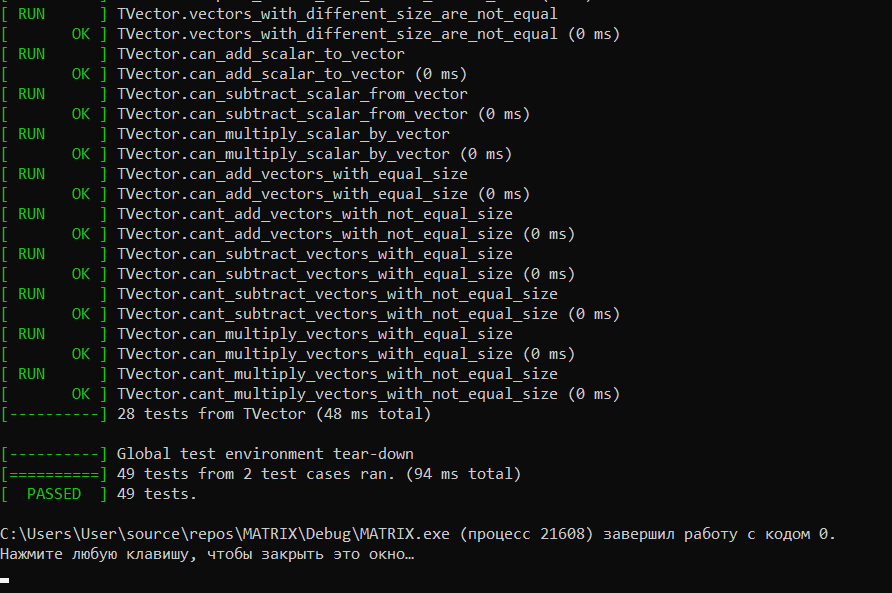 [ RUN      ] TVector.vectors_with_different_size_are_not_equal
[       OK ] TVector.vectors_with_different_size_are_not_equal (0 ms)
[ RUN      ] TVector.can_add_scalar_to_vector
[       OK ] TVector.can_add_scalar_to_vector (0 ms)
[ RUN      ] TVector.can_subtract_scalar_from_vector
[       OK ] TVector.can_subtract_scalar_from_vector (0 ms)
[ RUN      ] TVector.can_multiply_scalar_by_vector
[       OK ] TVector.can_multiply_scalar_by_vector (0 ms)
[ RUN      ] TVector.can_add_vectors_with_equal_size
[       OK ] TVector.can_add_vectors_with_equal_size (0 ms)
[ RUN      ] TVector.cant_add_vectors_with_not_equal_size
[       OK ] TVector.cant_add_vectors_with_not_equal_size (0 ms)
[ RUN      ] TVector.can_subtract_vectors_with_equal_size
[       OK ] TVector.can_subtract_vectors_with_equal_size (0 ms)
[ RUN      ] TVector.cant_subtract_vectors_with_not_equal_size
[       OK ] TVector.cant_subtract_vectors_with_not_equal_size (0 ms)
[ RUN      ] TVector.can_multiply_vectors_with_equal_size
[       OK ] TVector.can_multiply_vectors_with_equal_size (0 ms)
[ RUN      ] TVector.cant_multiply_vectors_with_not_equal_size
[       OK ] TVector.cant_multiply_vectors_with_not_equal_size (0 ms)
[----------] 28 tests from TVector (48 ms total)
[----------] Global test environment tear-down
[==========] 49 tests from 2 test cases ran. (94 ms total)
[  PASSED  ] 49 tests.
C:\Users\User\source\repos\MATRIX\Debug\MATRIX.exe (процесс 21608) завершил работу с кодом 0.
Нажмите любую клавишу, чтобы закрыть это окно…